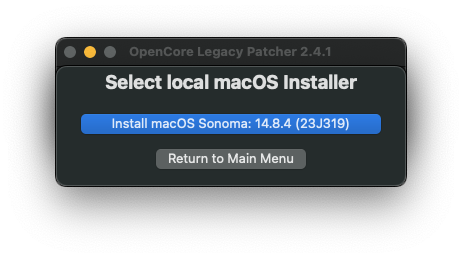 OpenCore Legacy Patcher 2.4.1
Select local macOS Installer
Install macOS Sonoma: 14.8.4 (23J319)
Return to Main Menu